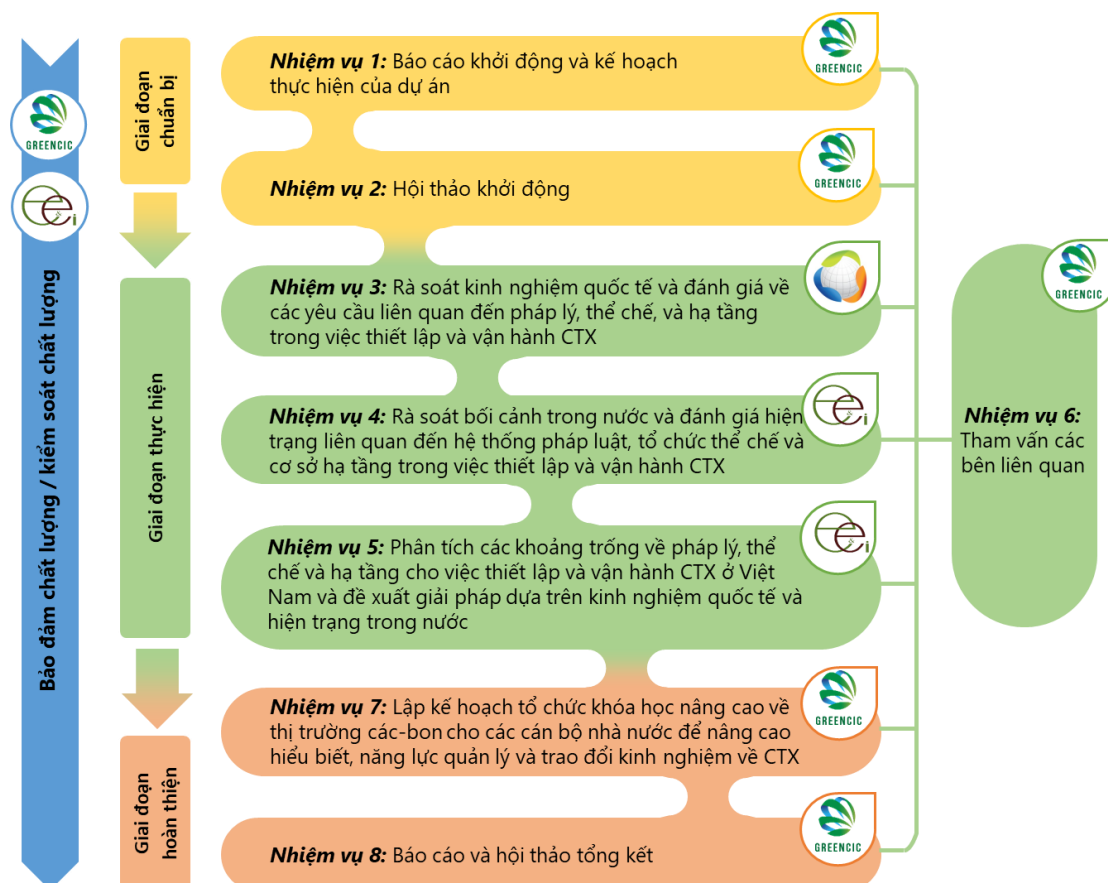 Nhiệm vụ 1: Báo cáo khởi động và kế hoạch
thực hiện của dự án
GREENCIC
Giai đoạn
chuẩn bị
GREENCIC
Nhiệm vụ 2: Hội thảo khởi động
GREENCIC
eeci
Nhiệm vụ 3: Rà soát kinh nghiệm quốc tế và đánh giá về
các yêu cầu liên quan đến pháp lý, thể chế, và hạ tầng
trong việc thiết lập và vận hành CTX
GREENCIC
Bảo đảm chất lượng / kiểm soát chất lượng
Giai đoạn thực hiện
Nhiệm vụ 4: Rà soát bối cảnh trong nước và đánh giá hiện
trạng liên quan đến hệ thống pháp luật, tổ chức thể chế và
cơ sở hạ tầng trong việc thiết lập và vận hành CTX
eeci
Nhiệm vụ 6:
Tham vấn các
bên liên quan
Nhiệm vụ 5: Phân tích các khoảng trống về pháp lý, thể
chế và hạ tầng cho việc thiết lập và vận hành CTX ở Việt
Nam và đề xuất giải pháp dựa trên kinh nghiệm quốc tế và
hiện trạng trong nước
eeci
Nhiệm vụ 7: Lập kế hoạch tổ chức khóa học nâng cao về
thị trường các-bon cho các cán bộ nhà nước để nâng cao
hiểu biết, năng lực quản lý và trao đổi kinh nghiệm về CTX
GREENCIC
Giai đoạn
hoàn thiện
Nhiệm vụ 8: Báo cáo và hội thảo tổng kết
GREENCIC